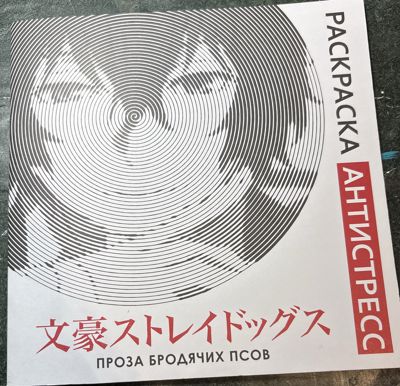 РАСКРАСКА АНТИСТРЕСС
文豪ストレイドッグス
ПРОЗА БРОДЯЧИХ ПСОВ